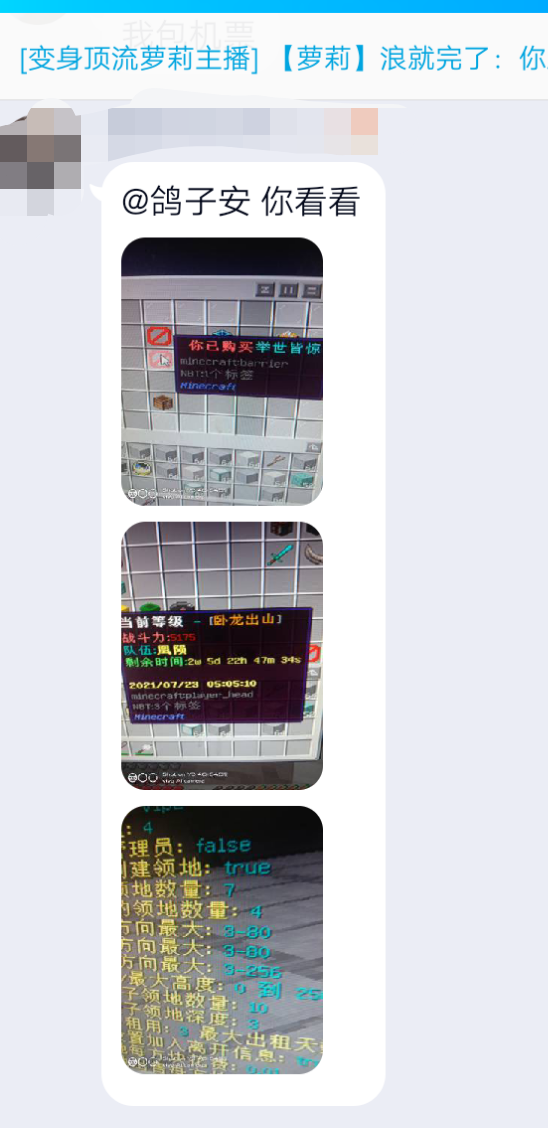 我包机票
[变身顶流萝莉主播] 【萝莉】浪就完了：你
@鸽子安 你看看
你已购买举世皆惊
minecraft:barrier
NBT:1个标签
Minecraft
当前等级 - [卧龙出山]
战斗力:5175
队伍:凰陨
剩余时间:2w 5d 22h 47m 34s
2021/07/23 05:05:10
minecraft:player_head
NBT:3个标签
Minecraft
: 4
管理员: false
创建领地: true
领地数量: 7
的领地数量: 4
方向最大: 3-80
方向最大: 3-80
方向最大: 3-256
最大高度: 0 到 25
子领地数量: 10
子领地深度: 3
租用: 3 最大出租天
置加入离开信息: tr